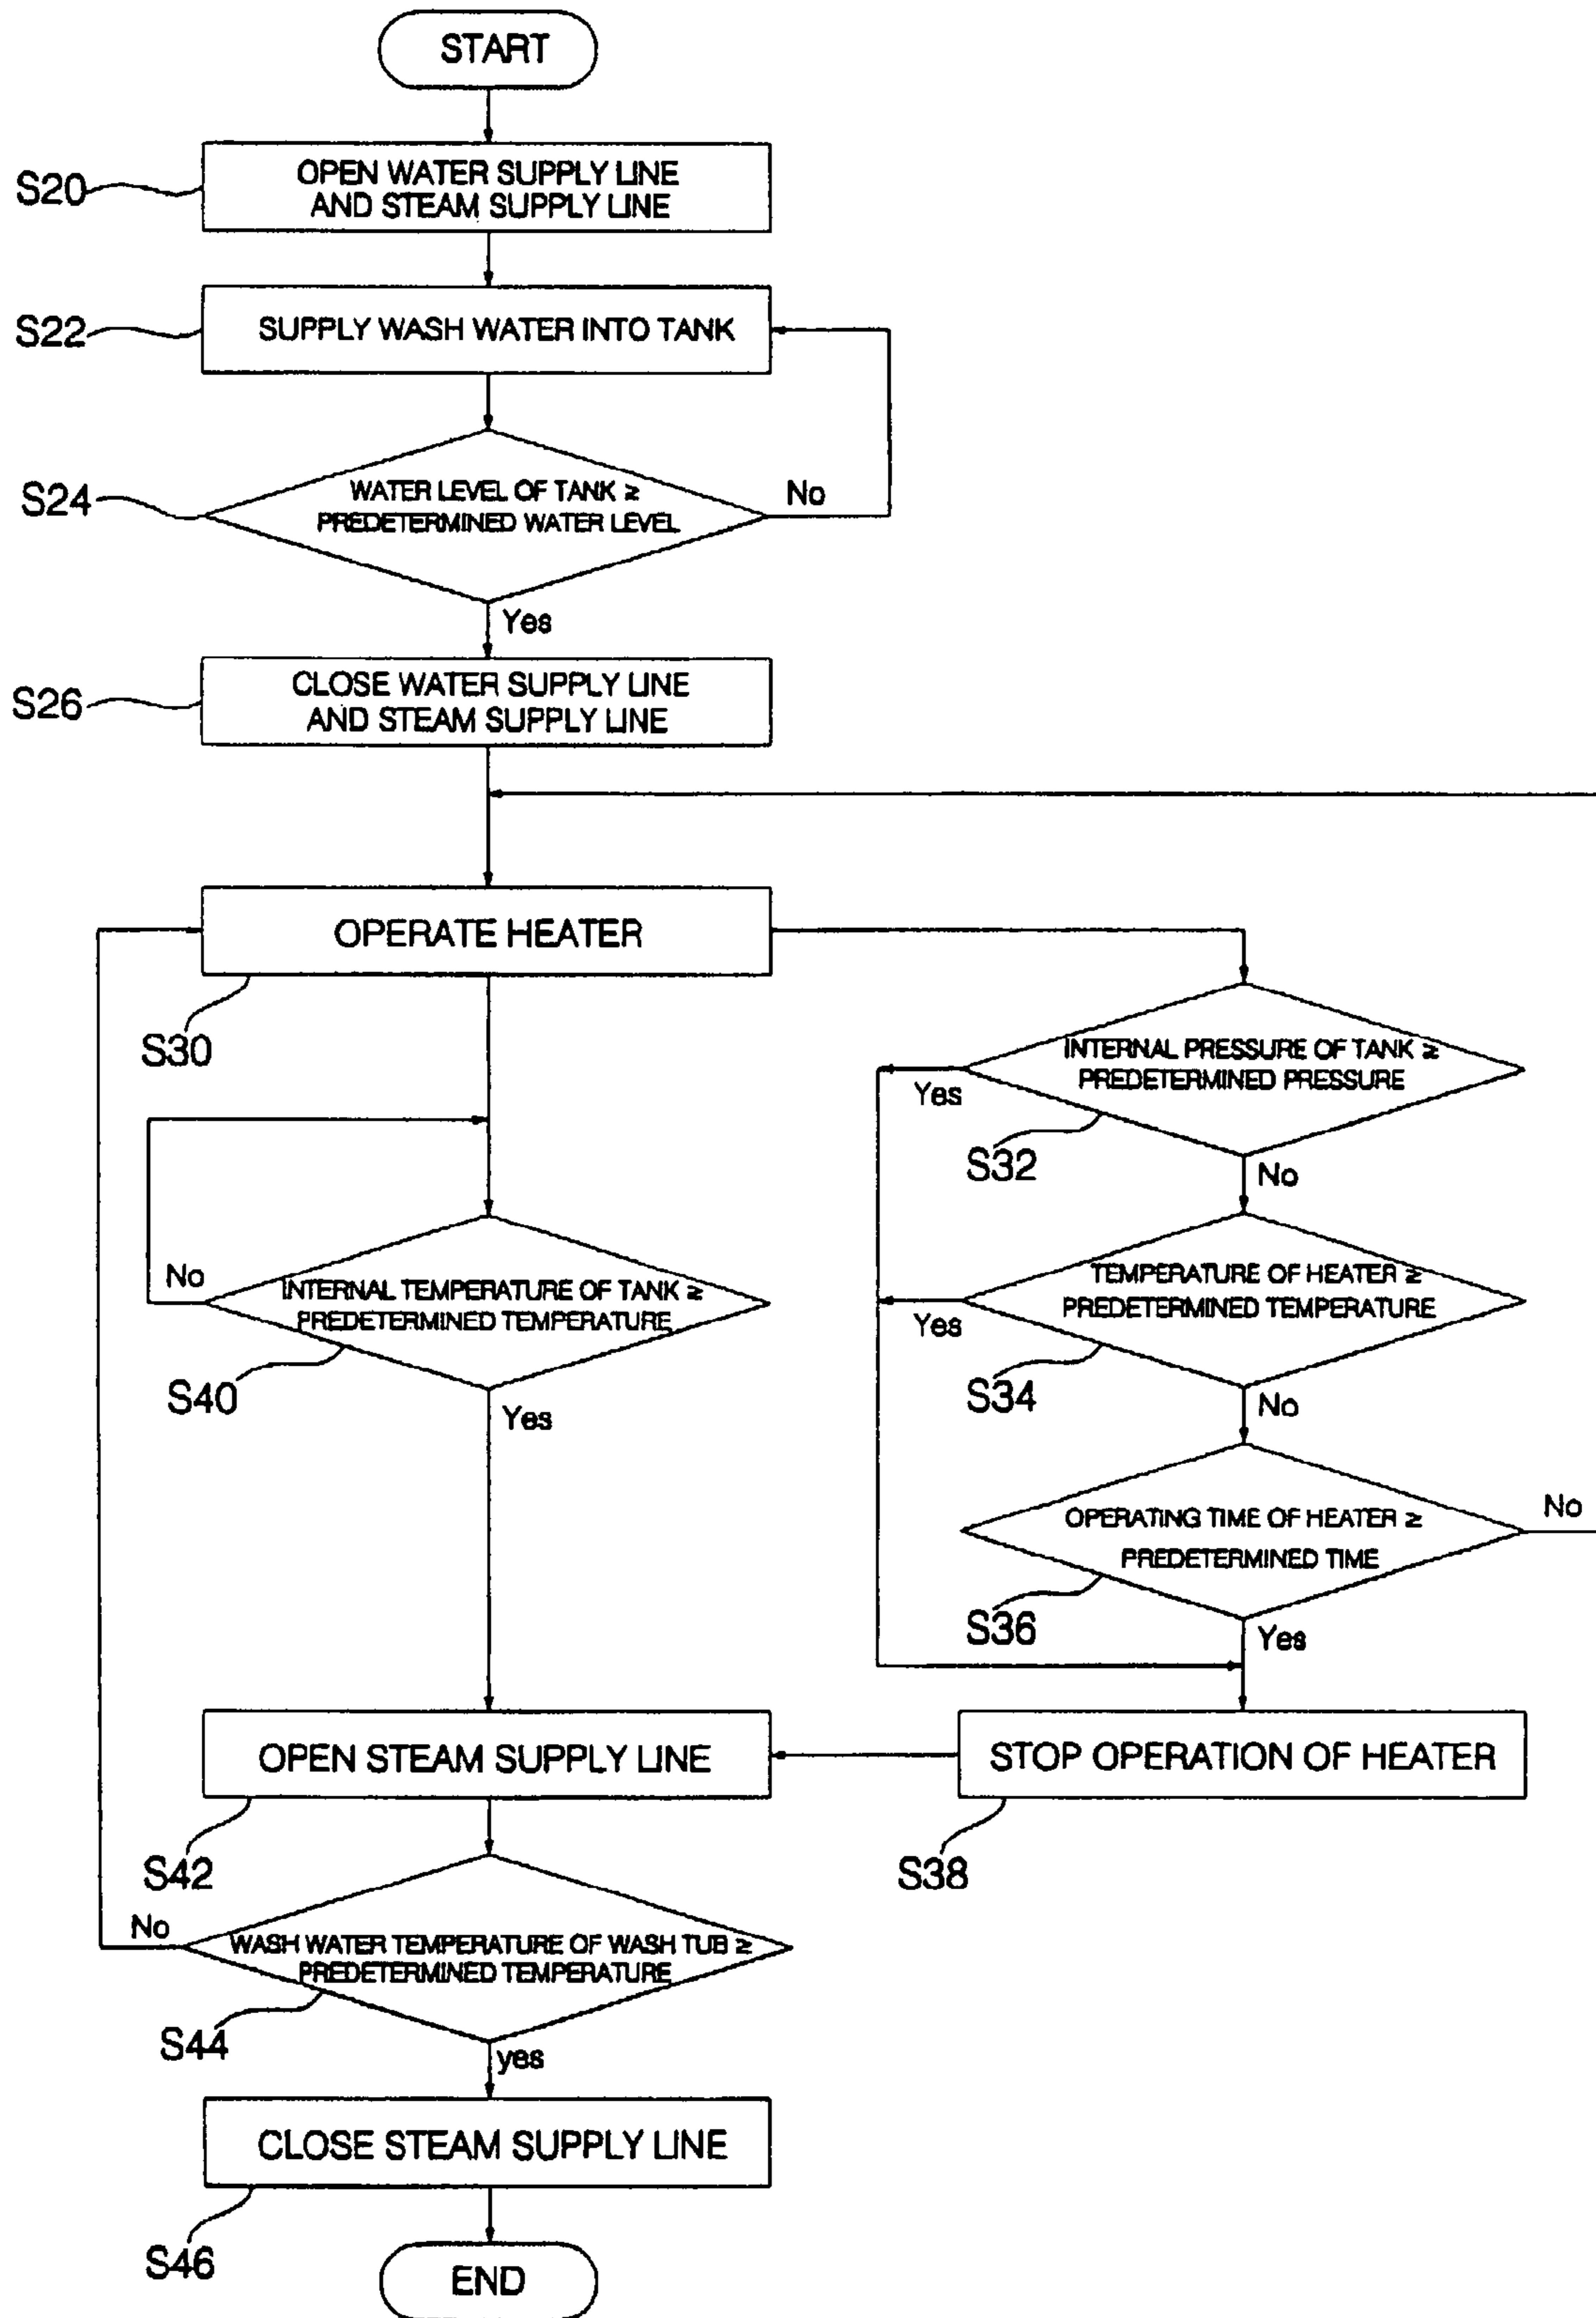 START
S20
OPEN WATER SUPPLY LINE
AND STEAM SUPPLY LINE
S22
SUPPLY WASH WATER INTO TANK
S24
WATER LEVEL OF TANK ≥
PREDETERMINED WATER LEVEL
No
Yes
S26
CLOSE WATER SUPPLY LINE
AND STEAM SUPPLY LINE
OPERATE HEATER
S30
INTERNAL PRESSURE OF TANK ≥
PREDETERMINED PRESSURE
Yes
S32
No
No
INTERNAL TEMPERATURE OF TANK ≥
PREDETERMINED TEMPERATURE
S40
Yes
TEMPERATURE OF HEATER ≥
PREDETERMINED TEMPERATURE
Yes
S34
No
OPERATING TIME OF HEATER ≥
PREDETERMINED TIME
No
S36
Yes
OPEN STEAM SUPPLY LINE
S42
STOP OPERATION OF HEATER
S38
No
WASH WATER TEMPERATURE OF WASH TUB ≥
PREDETERMINED TEMPERATURE
S44
yes
CLOSE STEAM SUPPLY LINE
S46
END